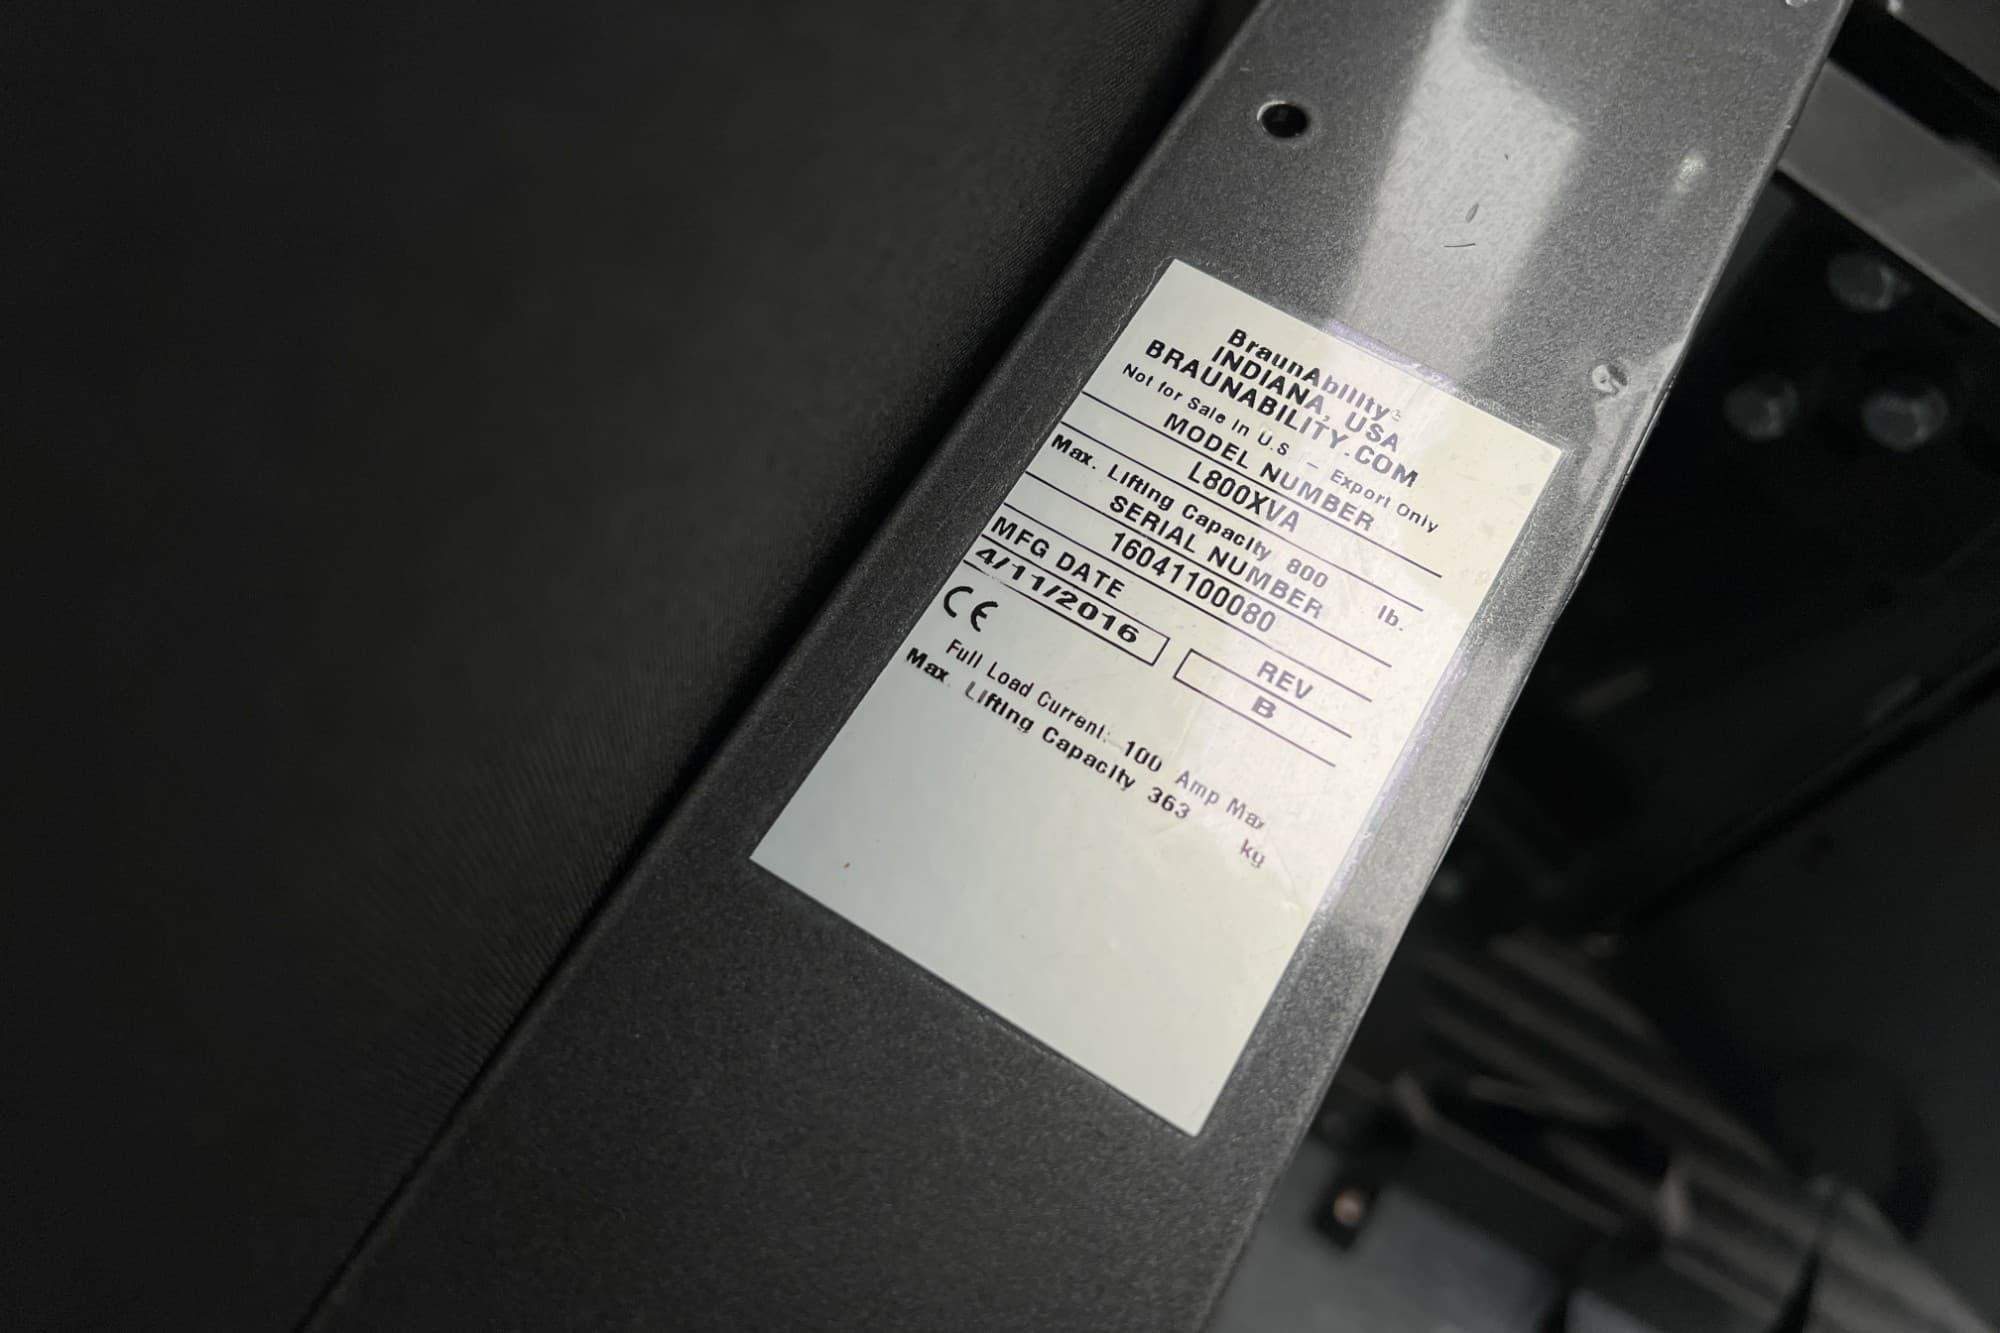 BraunAbility®
INDIANA, USA
BRAUNABILITY.COM
Not for Sale in U.S – Export Only
MODEL NUMBER
L800XVA
Max. Lifting Capacity 800 lb.
SERIAL NUMBER
16041100080
MFG DATE
4/11/2016
REV
B
CE
Full Load Current: 100 Amp Max
Max. Lifting Capacity 363 kg